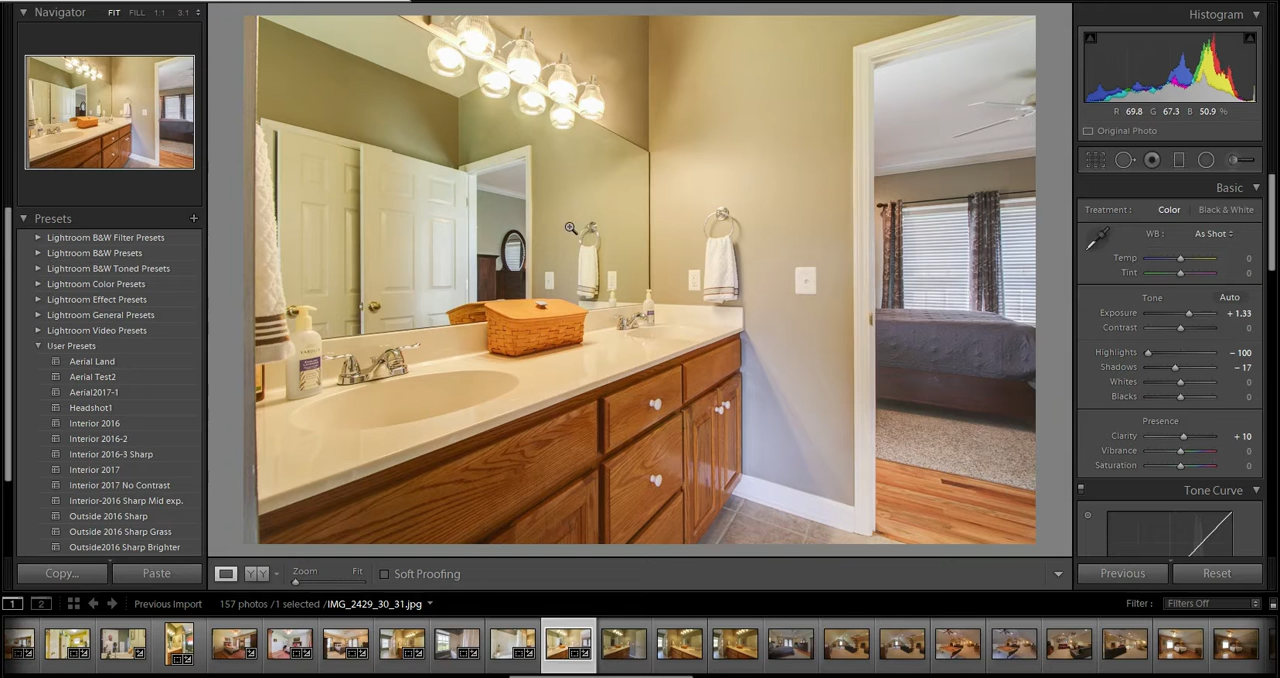 Navigator FIT FILL 1:1 3:1
Presets +
Lightroom B&W Filter Presets
Lightroom B&W Presets
Lightroom B&W Toned Presets
Lightroom Color Presets
Lightroom Effect Presets
Lightroom General Presets
Lightroom Video Presets
User Presets
Aerial Land
Aerial Test2
Aerial2017-1
Headshot1
Interior 2016
Interior 2016-2
Interior 2016-3 Sharp
Interior 2017
Interior 2017 No Contrast
Interior-2016 Sharp Mid exp.
Outside 2016 Sharp
Outside 2016 Sharp Grass
Outside2016 Sharp Brighter
Copy... Paste
Zoom Fit Soft Proofing
Histogram
R 69.8 G 67.3 B 50.9 %
Original Photo
Basic
Treatment : Color Black & White
WB : As Shot
Temp 0
Tint 0
Tone Auto
Exposure + 1.33
Contrast 0
Highlights − 100
Shadows − 17
Whites 0
Blacks 0
Presence
Clarity + 10
Vibrance 0
Saturation 0
Tone Curve
Previous Reset
1 2 Previous Import 157 photos / 1 selected / IMG_2429_30_31.jpg Filter : Filters Off